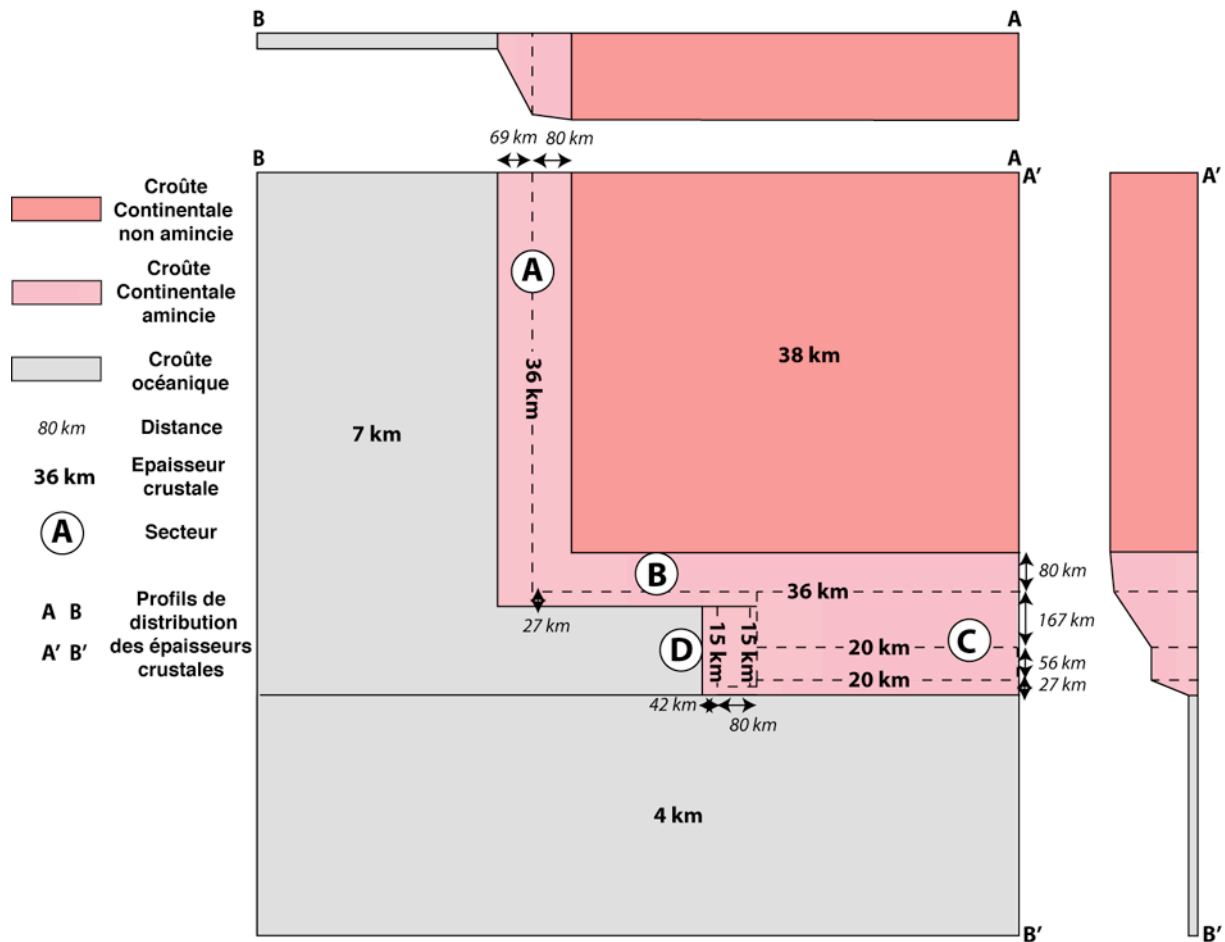 B
A
69 km
80 km
B
A
A'
A'
Croûte
Continentale
non amincie
Croûte
Continentale
amincie
Croûte
océanique
80 km
Distance
36 km
Epaisseur
crustale
A
Secteur
A B
A' B'
Profils de
distribution
des épaisseurs
crustales
A
36 km
38 km
7 km
B
80 km
36 km
27 km
167 km
15 km
15 km
D
C
20 km
56 km
20 km
27 km
42 km
80 km
4 km
B'
B'